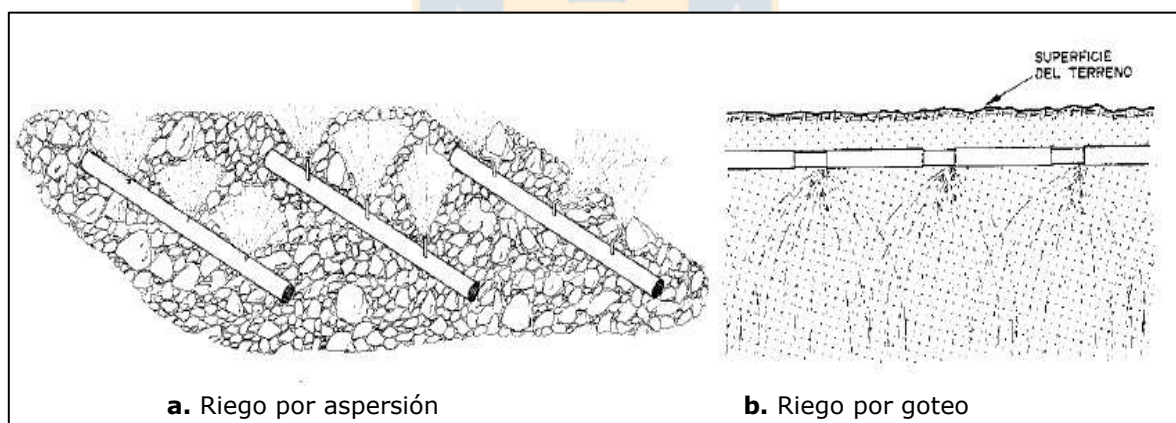 SUPERFICIE
DEL TERRENO
a. Riego por aspersión
b. Riego por goteo